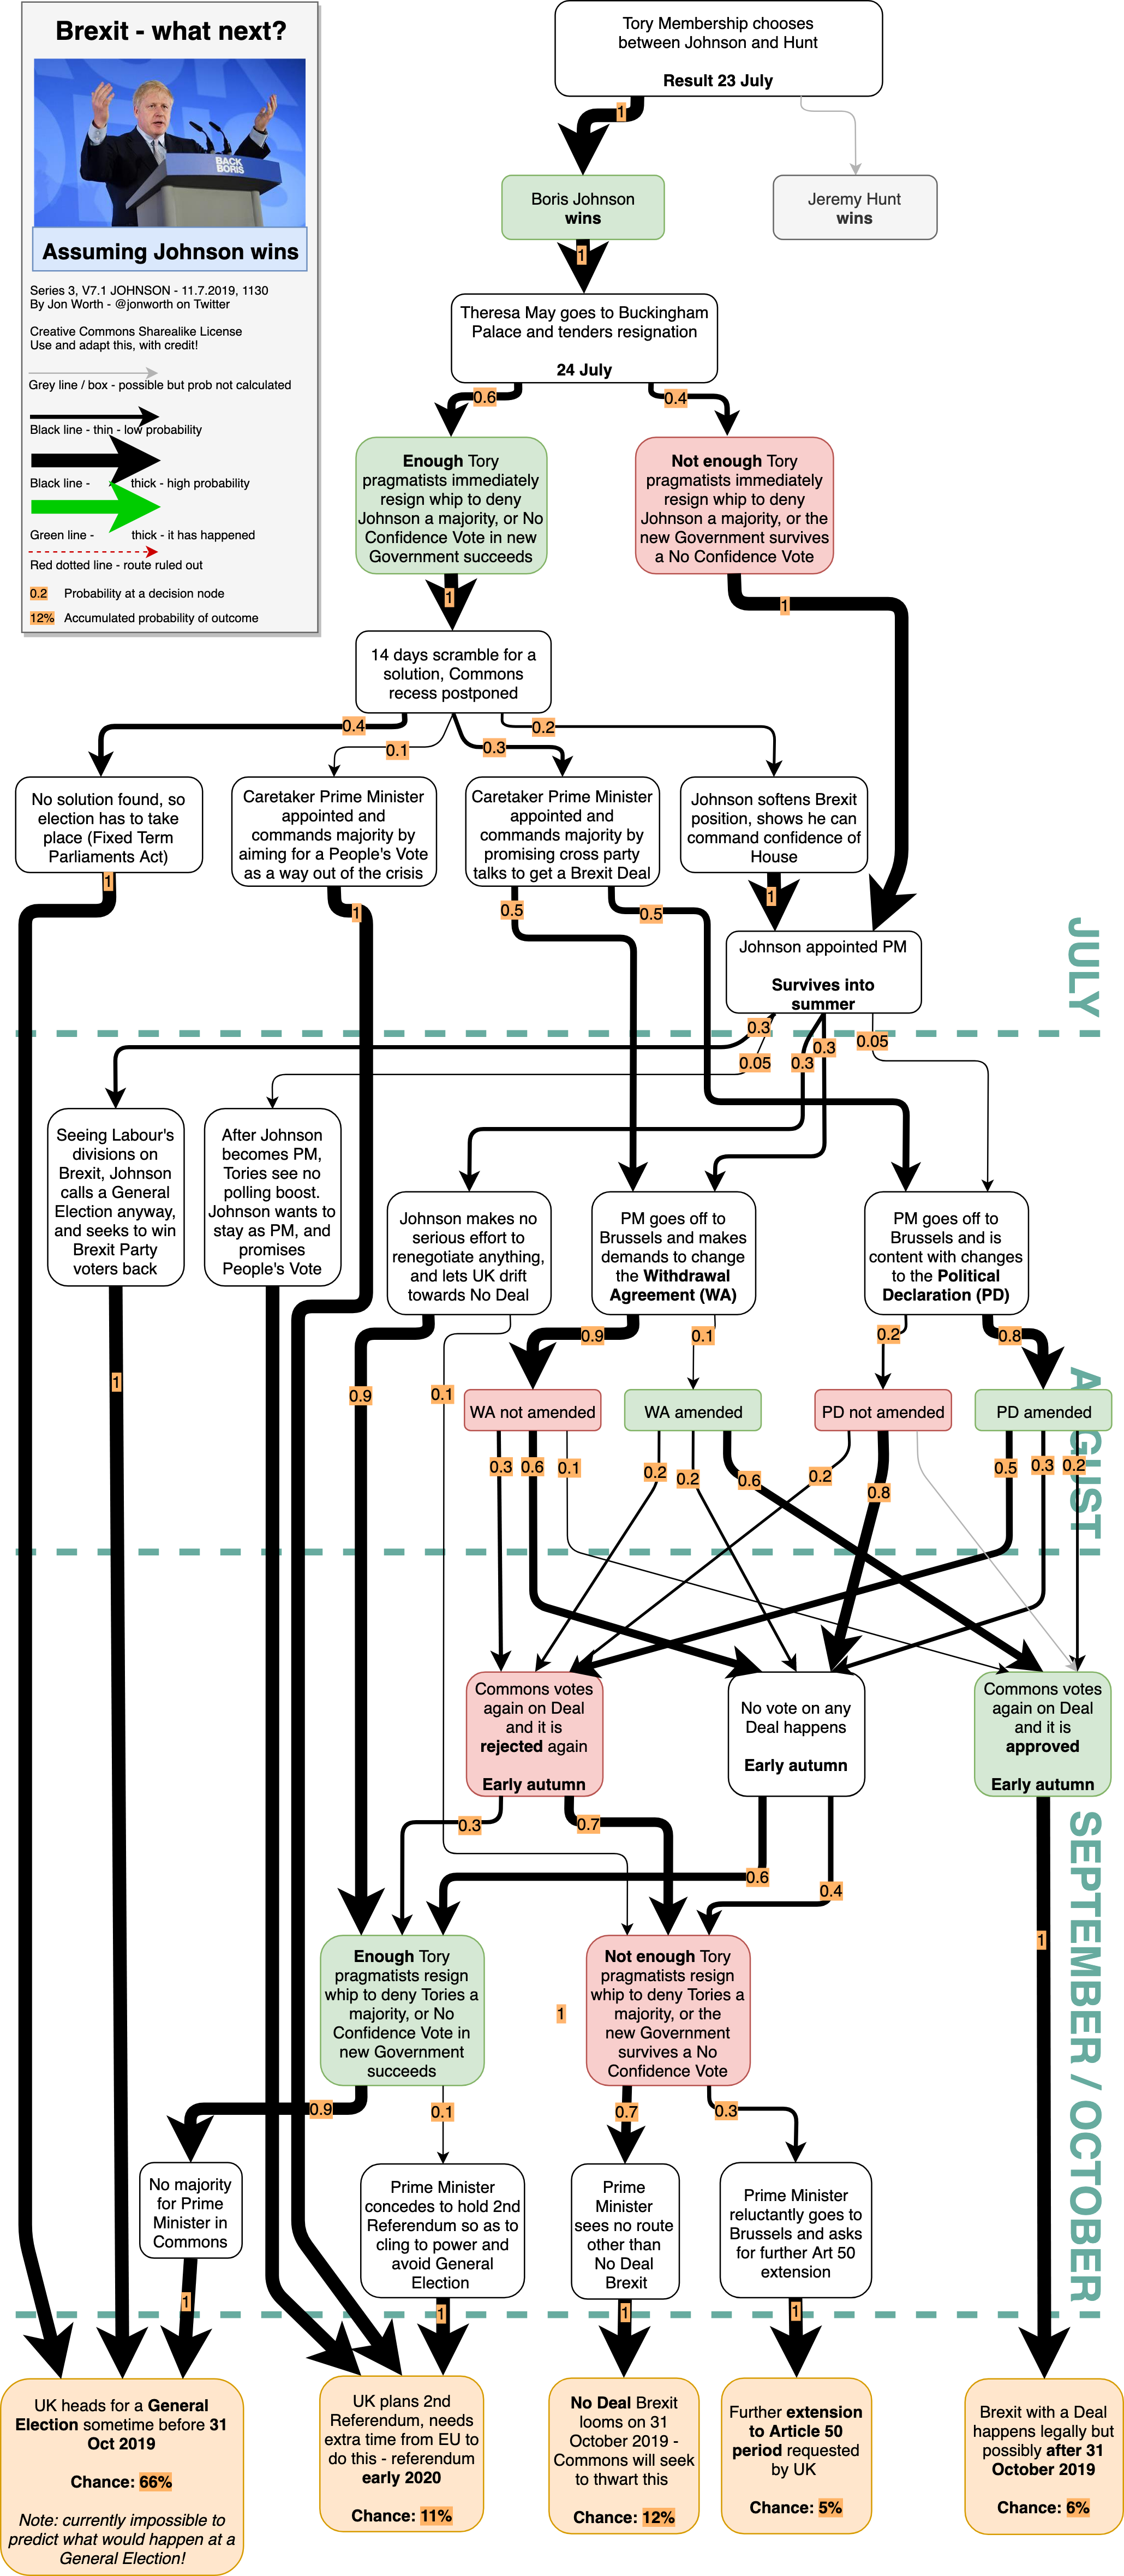 Brexit - what next?
BACK
BORIS
Assuming Johnson wins
Series 3, V7.1 JOHNSON - 11.7.2019, 1130
By Jon Worth - @jonworth on Twitter
Creative Commons Sharealike License
Use and adapt this, with credit!
Grey line / box - possible but prob not calculated
Black line - thin - low probability
Black line - thick - high probability
Green line - thick - it has happened
Red dotted line - route ruled out
0.2 Probability at a decision node
12% Accumulated probability of outcome
Tory Membership chooses
between Johnson and Hunt
Result 23 July
1
Boris Johnson
wins
Jeremy Hunt
wins
1
Theresa May goes to Buckingham
Palace and tenders resignation
24 July
0.6
0.4
Enough Tory
pragmatists immediately
resign whip to deny
Johnson a majority, or No
Confidence Vote in new
Government succeeds
Not enough Tory
pragmatists immediately
resign whip to deny
Johnson a majority, or the
new Government survives
a No Confidence Vote
1
1
14 days scramble for a
solution, Commons
recess postponed
0.4
0.1
0.3
0.2
No solution found, so
election has to take
place (Fixed Term
Parliaments Act)
Caretaker Prime Minister
appointed and
commands majority by
aiming for a People's Vote
as a way out of the crisis
Caretaker Prime Minister
appointed and
commands majority by
promising cross party
talks to get a Brexit Deal
Johnson softens Brexit
position, shows he can
command confidence of
House
1
1
0.5
0.5
1
Johnson appointed PM
Survives into
summer
JULY
0.3
0.05
0.3
0.3
0.05
Seeing Labour's
divisions on
Brexit, Johnson
calls a General
Election anyway,
and seeks to win
Brexit Party
voters back
After Johnson
becomes PM,
Tories see no
polling boost.
Johnson wants to
stay as PM, and
promises
People's Vote
Johnson makes no
serious effort to
renegotiate anything,
and lets UK drift
towards No Deal
PM goes off to
Brussels and makes
demands to change
the Withdrawal
Agreement (WA)
PM goes off to
Brussels and is
content with changes
to the Political
Declaration (PD)
0.9
0.1
0.2
0.8
1
0.9
0.1
WA not amended
WA amended
PD not amended
PD amended
AUGUST
0.3
0.6
0.1
0.2
0.2
0.6
0.2
0.8
0.5
0.3
0.2
Commons votes
again on Deal
and it is
rejected again
Early autumn
No vote on any
Deal happens
Early autumn
Commons votes
again on Deal
and it is
approved
Early autumn
0.3
0.7
0.6
0.4
1
SEPTEMBER / OCTOBER
Enough Tory
pragmatists resign
whip to deny Tories a
majority, or No
Confidence Vote in
new Government
succeeds
1
Not enough Tory
pragmatists resign
whip to deny Tories a
majority, or the
new Government
survives a No
Confidence Vote
0.9
0.1
0.7
0.3
No majority
for Prime
Minister in
Commons
Prime Minister
concedes to hold 2nd
Referendum so as to
cling to power and
avoid General
Election
Prime
Minister
sees no route
other than
No Deal
Brexit
Prime Minister
reluctantly goes to
Brussels and asks
for further Art 50
extension
1
1
1
1
UK heads for a General
Election sometime before 31
Oct 2019
Chance: 66%
Note: currently impossible to
predict what would happen at a
General Election!
UK plans 2nd
Referendum, needs
extra time from EU to
do this - referendum
early 2020
Chance: 11%
No Deal Brexit
looms on 31
October 2019 -
Commons will seek
to thwart this
Chance: 12%
Further extension
to Article 50
period requested
by UK
Chance: 5%
Brexit with a Deal
happens legally but
possibly after 31
October 2019
Chance: 6%